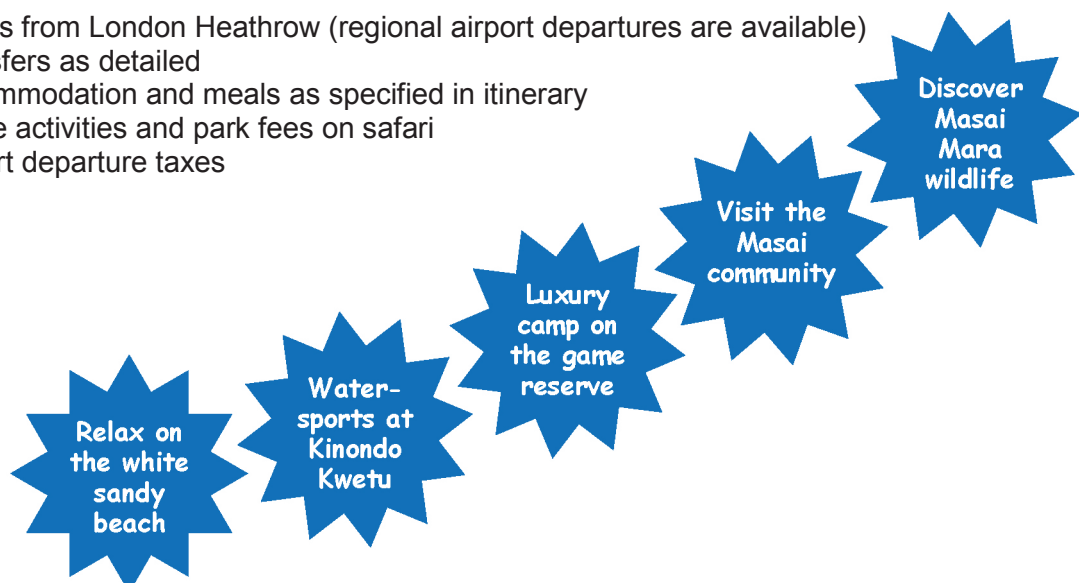 s from London Heathrow (regional airport departures are available)
sfers as detailed
mmodation and meals as specified in itinerary
e activities and park fees on safari
rt departure taxes
Discover
Masai
Mara
wildlife
Visit the
Masai
community
Luxury
camp on
the game
reserve
Water-
sports at
Kinondo
Kwetu
Relax on
the white
sandy
beach